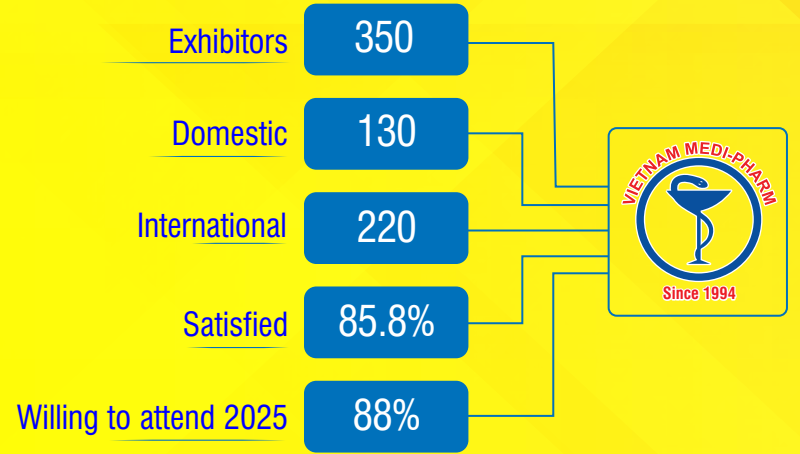 Exhibitors 350
Domestic 130
International 220
Satisfied 85.8%
Willing to attend 2025 88%
VIETNAM MEDI-PHARM
Since 1994